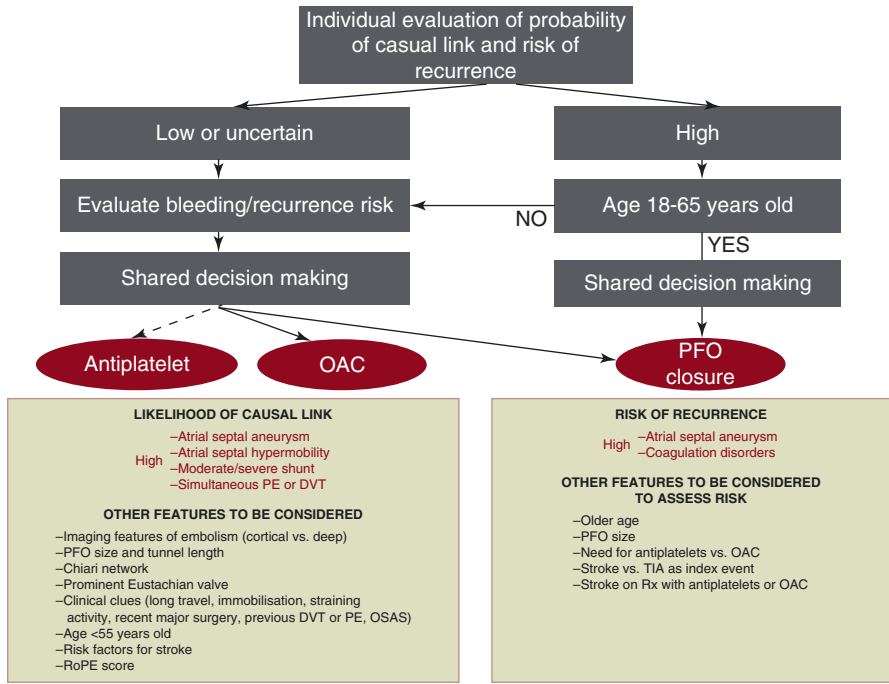 Individual evaluation of probability
of casual link and risk of
recurrence
Low or uncertain
High
Evaluate bleeding/recurrence risk
NO
Age 18-65 years old
YES
Shared decision making
Shared decision making
Antiplatelet
OAC
PFO
closure
LIKELIHOOD OF CAUSAL LINK
High
–Atrial septal aneurysm
–Atrial septal hypermobility
–Moderate/severe shunt
–Simultaneous PE or DVT
OTHER FEATURES TO BE CONSIDERED
–Imaging features of embolism (cortical vs. deep)
–PFO size and tunnel length
–Chiari network
–Prominent Eustachian valve
–Clinical clues (long travel, immobilisation, straining
activity, recent major surgery, previous DVT or PE, OSAS)
–Age <55 years old
–Risk factors for stroke
–RoPE score
RISK OF RECURRENCE
High
–Atrial septal aneurysm
–Coagulation disorders
OTHER FEATURES TO BE CONSIDERED
TO ASSESS RISK
–Older age
–PFO size
–Need for antiplatelets vs. OAC
–Stroke vs. TIA as index event
–Stroke on Rx with antiplatelets or OAC